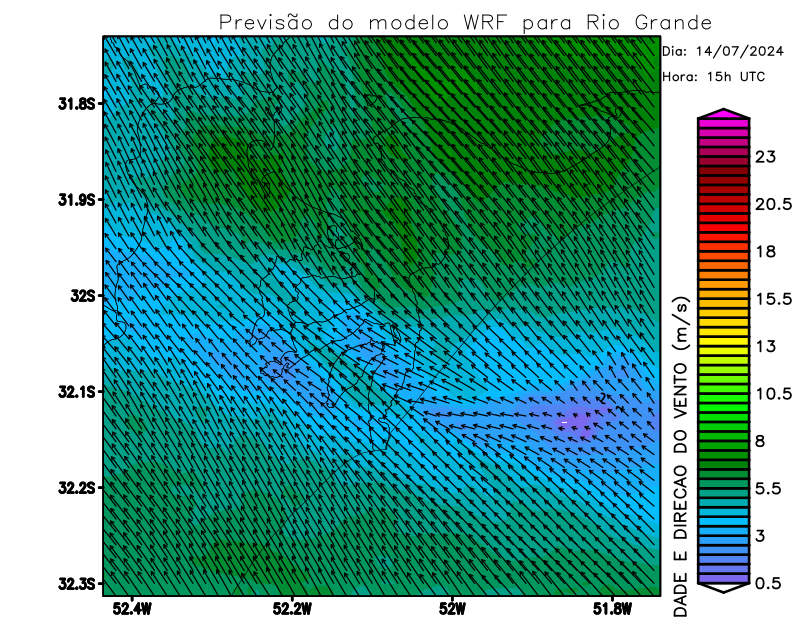 Previsão do modelo WRF para Rio Grande
Dia: 14/07/2024
Hora: 15h UTC
31.8S
31.9S
32S
32.1S
32.2S
32.3S
52.4W
52.2W
52W
51.8W
23
20.5
18
15.5
13
10.5
8
5.5
3
0.5
DADE E DIRECAO DO VENTO (m/s)